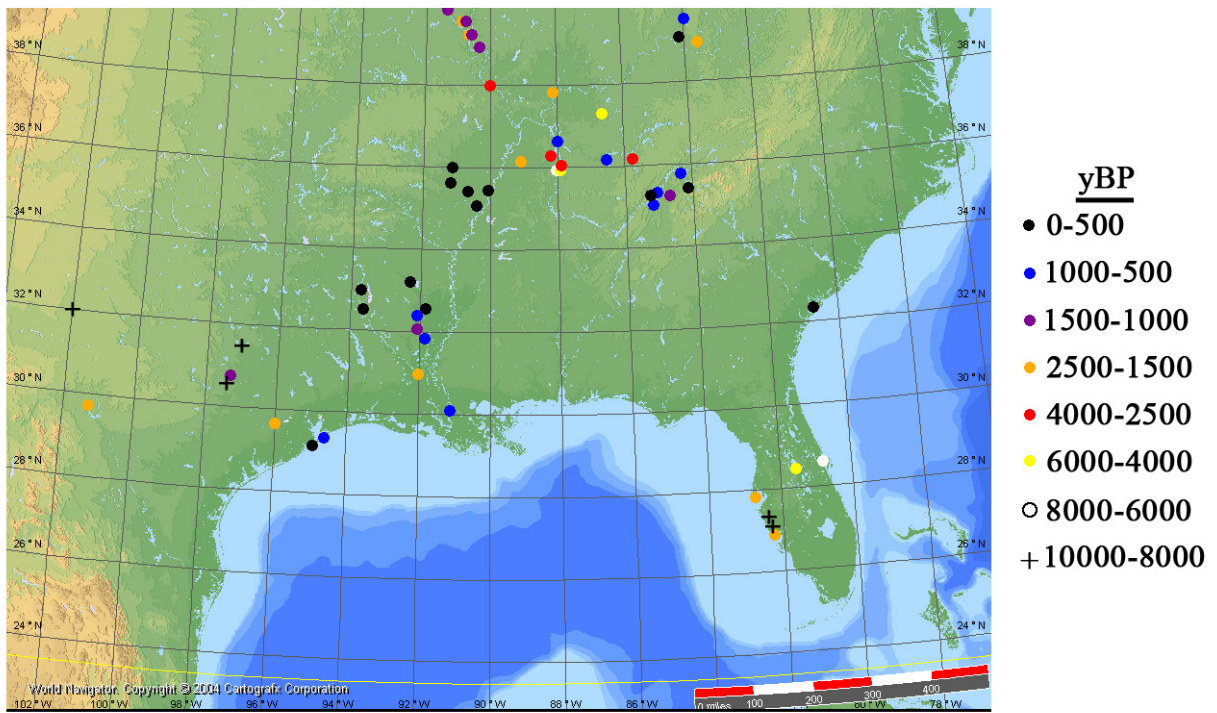 38° N
38° N
36° N
36° N
34° N
34° N
32° N
32° N
30° N
30° N
28° N
28° N
26° N
26° N
24° N
24° N
World Navigator. Copyright © 2004 Cartografx Corporation
0 miles 100 200 300 400
102°W 100°W 98°W 96°W 94°W 92°W 90°W 88°W 86°W 84°W 82°W 80°W 78°W
yBP
0-500
1000-500
1500-1000
2500-1500
4000-2500
6000-4000
8000-6000
10000-8000